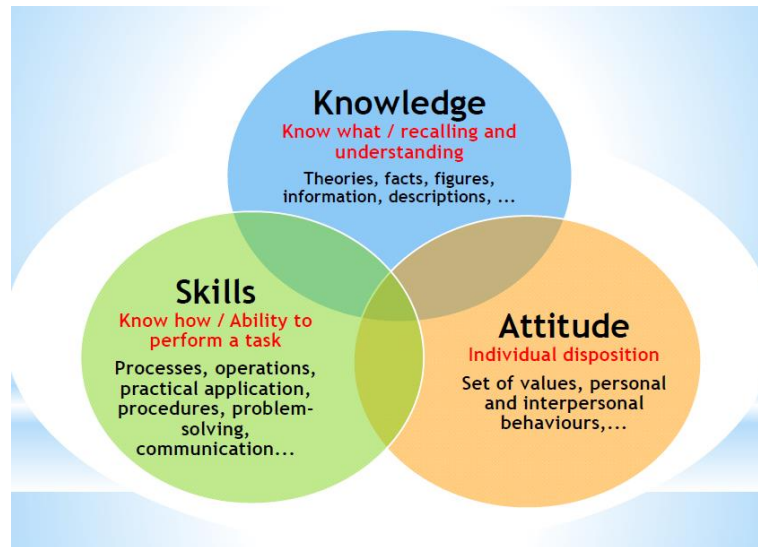 Knowledge
Know what / recalling and
understanding
Theories, facts, figures,
information, descriptions, ...
Skills
Know how / Ability to
perform a task
Processes, operations,
practical application,
procedures, problem-
solving,
communication...
Attitude
Individual disposition
Set of values, personal
and interpersonal
behaviours,...